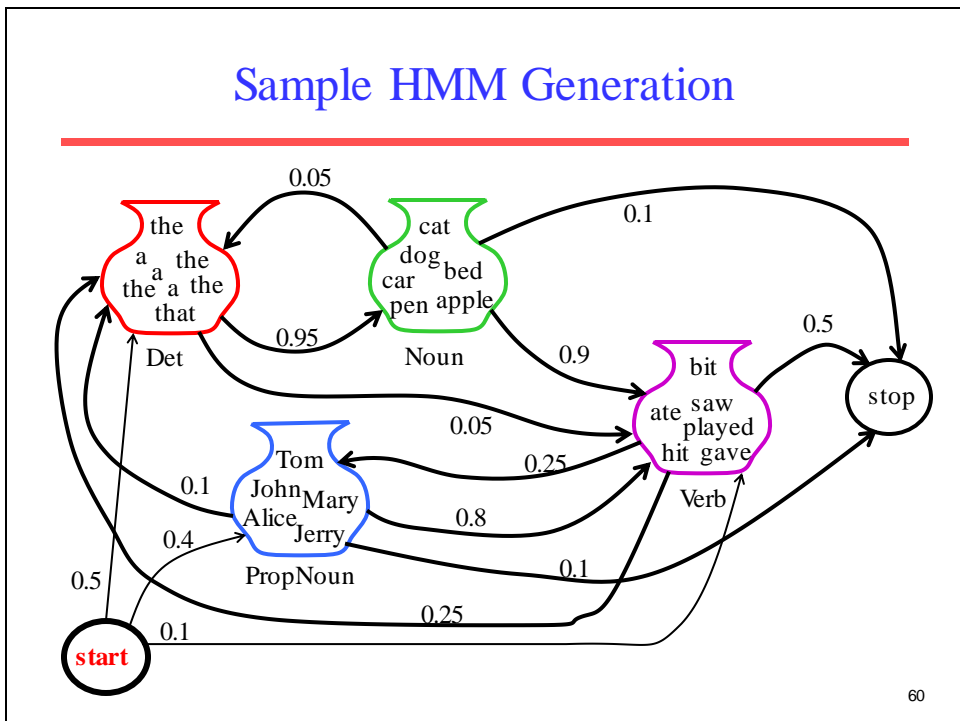 Sample HMM Generation
0.05
0.1
the
a
a
the
the
a
the
that
Det
cat
dog
bed
car
pen
apple
Noun
0.95
0.9
0.5
bit
ate
saw
played
hit
gave
Verb
stop
0.05
0.25
Tom
John
Mary
Alice
Jerry
PropNoun
0.1
0.8
0.4
0.1
0.5
0.25
0.1
start
60